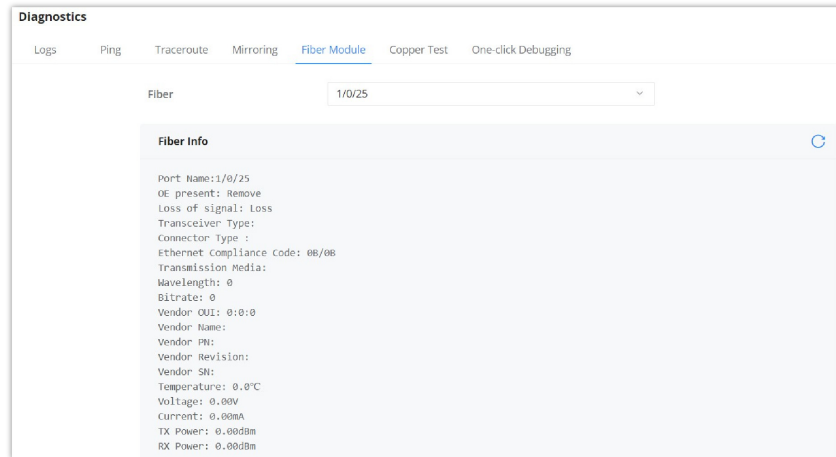 Diagnostics
Logs Ping Traceroute Mirroring Fiber Module Copper Test One-click Debugging
Fiber 1/0/25
Fiber Info
Port Name:1/0/25
OE present: Remove
Loss of signal: Loss
Transceiver Type:
Connector Type :
Ethernet Compliance Code: 0B/0B
Transmission Media:
Wavelength: 0
Bitrate: 0
Vendor OUI: 0:0:0
Vendor Name:
Vendor PN:
Vendor Revision:
Vendor SN:
Temperature: 0.0℃
Voltage: 0.00V
Current: 0.00mA
TX Power: 0.00dBm
RX Power: 0.00dBm